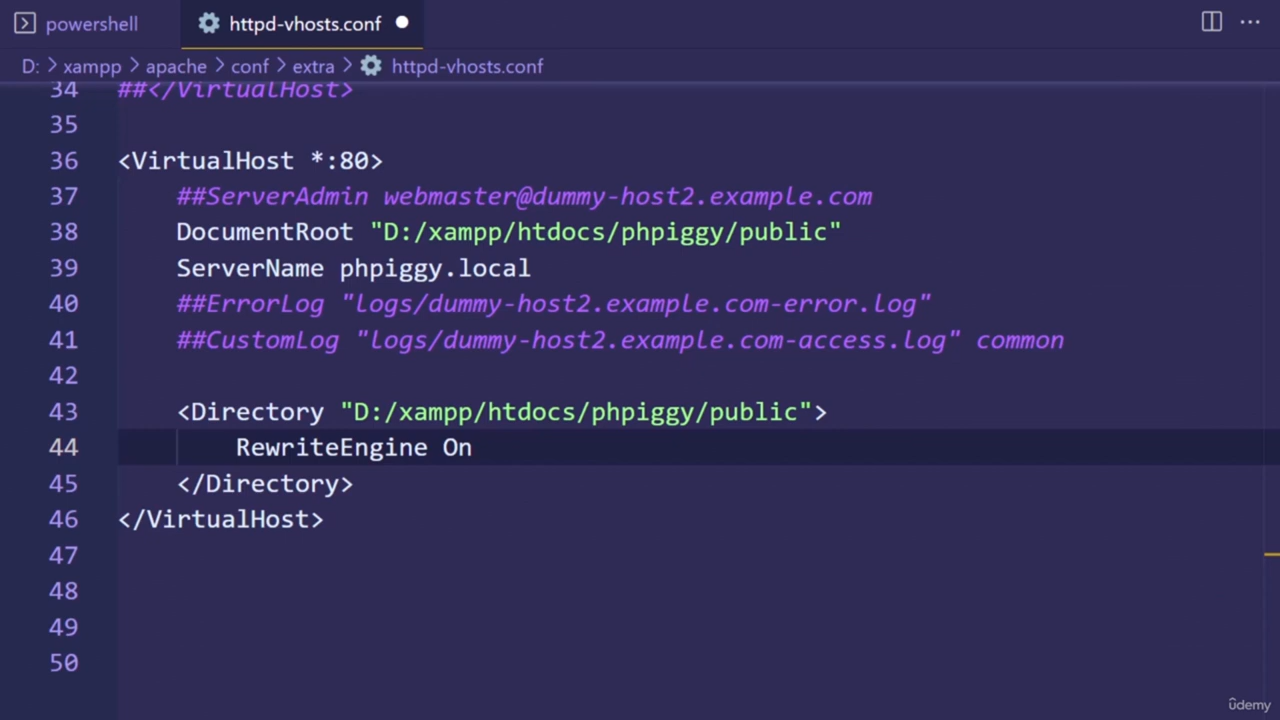 powershell
httpd-vhosts.conf
D: > xampp > apache > conf > extra > httpd-vhosts.conf
34 ##</VirtualHost>
35
36 <VirtualHost *:80>
37 ##ServerAdmin webmaster@dummy-host2.example.com
38 DocumentRoot "D:/xampp/htdocs/phpiggy/public"
39 ServerName phpiggy.local
40 ##ErrorLog "logs/dummy-host2.example.com-error.log"
41 ##CustomLog "logs/dummy-host2.example.com-access.log" common
42
43 <Directory "D:/xampp/htdocs/phpiggy/public">
44 RewriteEngine On
45 </Directory>
46 </VirtualHost>
47
48
49
50
ûdemy